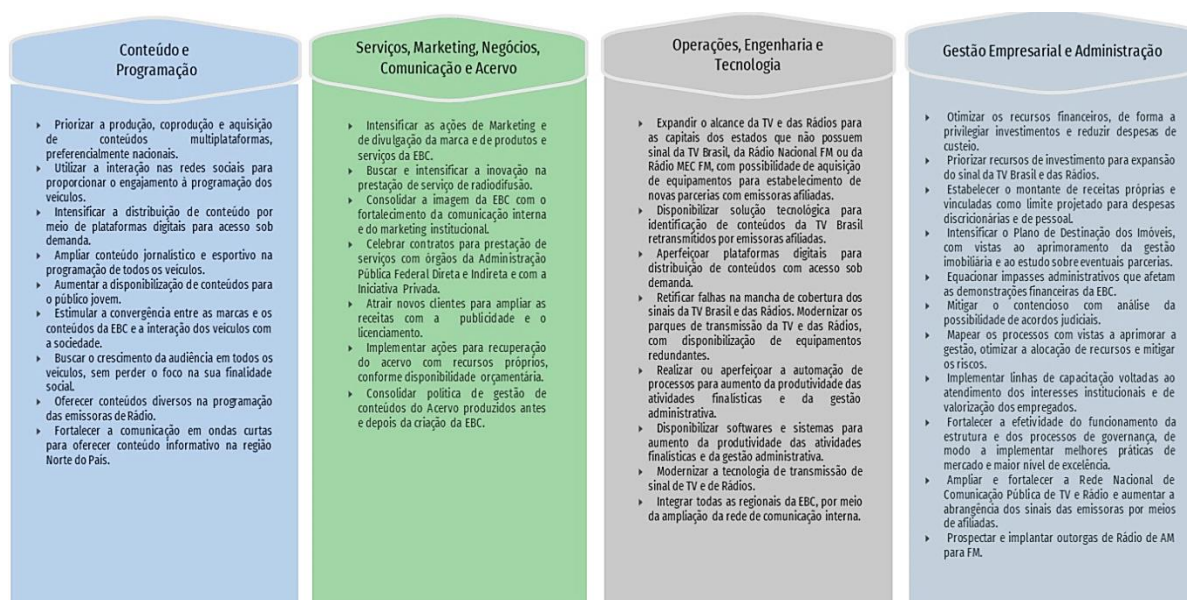 Conteúdo e
Programação
▸ Priorizar a produção, coprodução e aquisição
de conteúdos multiplataformas,
preferencialmente nacionais.
▸ Utilizar a interação nas redes sociais para
proporcionar o engajamento à programação dos
veículos.
▸ Intensificar a distribuição de conteúdo por
meio de plataformas digitais para acesso sob
demanda.
▸ Ampliar conteúdo jornalístico e esportivo na
programação de todos os veículos.
▸ Aumentar a disponibilização de conteúdos para
o público jovem.
▸ Estimular a convergência entre as marcas e os
conteúdos da EBC e a interação dos veículos com
a sociedade.
▸ Buscar o crescimento da audiência em todos os
veículos, sem perder o foco na sua finalidade
social.
▸ Oferecer conteúdos diversos na programação
das emissoras de Rádio.
▸ Fortalecer a comunicação em ondas curtas
para oferecer conteúdo informativo na região
Norte do País.
Serviços, Marketing, Negócios,
Comunicação e Acervo
▸ Intensificar as ações de Marketing e
de divulgação da marca e de produtos e
serviços da EBC.
▸ Buscar e intensificar a inovação na
prestação de serviço de radiodifusão.
▸ Consolidar a imagem da EBC com o
fortalecimento da comunicação interna
e do marketing institucional.
▸ Celebrar contratos para prestação de
serviços com órgãos da Administração
Pública Federal Direta e Indireta e com a
Iniciativa Privada.
▸ Atrair novos clientes para ampliar as
receitas com a publicidade e o
licenciamento.
▸ Implementar ações para recuperação
do acervo com recursos próprios,
conforme disponibilidade orçamentária.
▸ Consolidar política de gestão de
conteúdos do Acervo produzidos antes
e depois da criação da EBC.
Operações, Engenharia e
Tecnologia
▸ Expandir o alcance da TV e das Rádios para
as capitais dos estados que não possuem
sinal da TV Brasil, da Rádio Nacional FM ou da
Rádio MEC FM, com possibilidade de aquisição
de equipamentos para estabelecimento de
novas parcerias com emissoras afiliadas.
▸ Disponibilizar solução tecnológica para
identificação de conteúdos da TV Brasil
retransmitidos por emissoras afiliadas.
▸ Aperfeiçoar plataformas digitais para
distribuição de conteúdos com acesso sob
demanda.
▸ Retificar falhas na mancha de cobertura dos
sinais da TV Brasil e das Rádios. Modernizar os
parques de transmissão da TV e das Rádios,
com disponibilização de equipamentos
redundantes.
▸ Realizar ou aperfeiçoar a automação de
processos para aumento da produtividade das
atividades finalísticas e da gestão
administrativa.
▸ Disponibilizar softwares e sistemas para
aumento da produtividade das atividades
finalísticas e da gestão administrativa.
▸ Modernizar a tecnologia de transmissão de
sinal de TV e de Rádios.
▸ Integrar todas as regionais da EBC, por meio
da ampliação da rede de comunicação interna.
Gestão Empresarial e Administração
▸ Otimizar os recursos financeiros, de forma a
privilegiar investimentos e reduzir despesas de
custeio.
▸ Priorizar recursos de investimento para expansão
do sinal da TV Brasil e das Rádios.
▸ Estabelecer o montante de receitas próprias e
vinculadas como limite projetado para despesas
discricionárias e de pessoal.
▸ Intensificar o Plano de Destinação dos Imóveis,
com vistas ao aprimoramento da gestão
imobiliária e ao estudo sobre eventuais parcerias.
▸ Equacionar impasses administrativos que afetam
as demonstrações financeiras da EBC.
▸ Mitigar o contencioso com análise da
possibilidade de acordos judiciais.
▸ Mapear os processos com vistas a aprimorar a
gestão, otimizar a alocação de recursos e mitigar
os riscos.
▸ Implementar linhas de capacitação voltadas ao
atendimento dos interesses institucionais e de
valorização dos empregados.
▸ Fortalecer a efetividade do funcionamento da
estrutura e dos processos de governança, de
modo a implementar melhores práticas de
mercado e maior nível de excelência.
▸ Ampliar e fortalecer a Rede Nacional de
Comunicação Pública de TV e Rádio e aumentar a
abrangência dos sinais das emissoras por meios
de afiliadas.
▸ Prospectar e implantar outorgas de Rádio de AM
para FM.